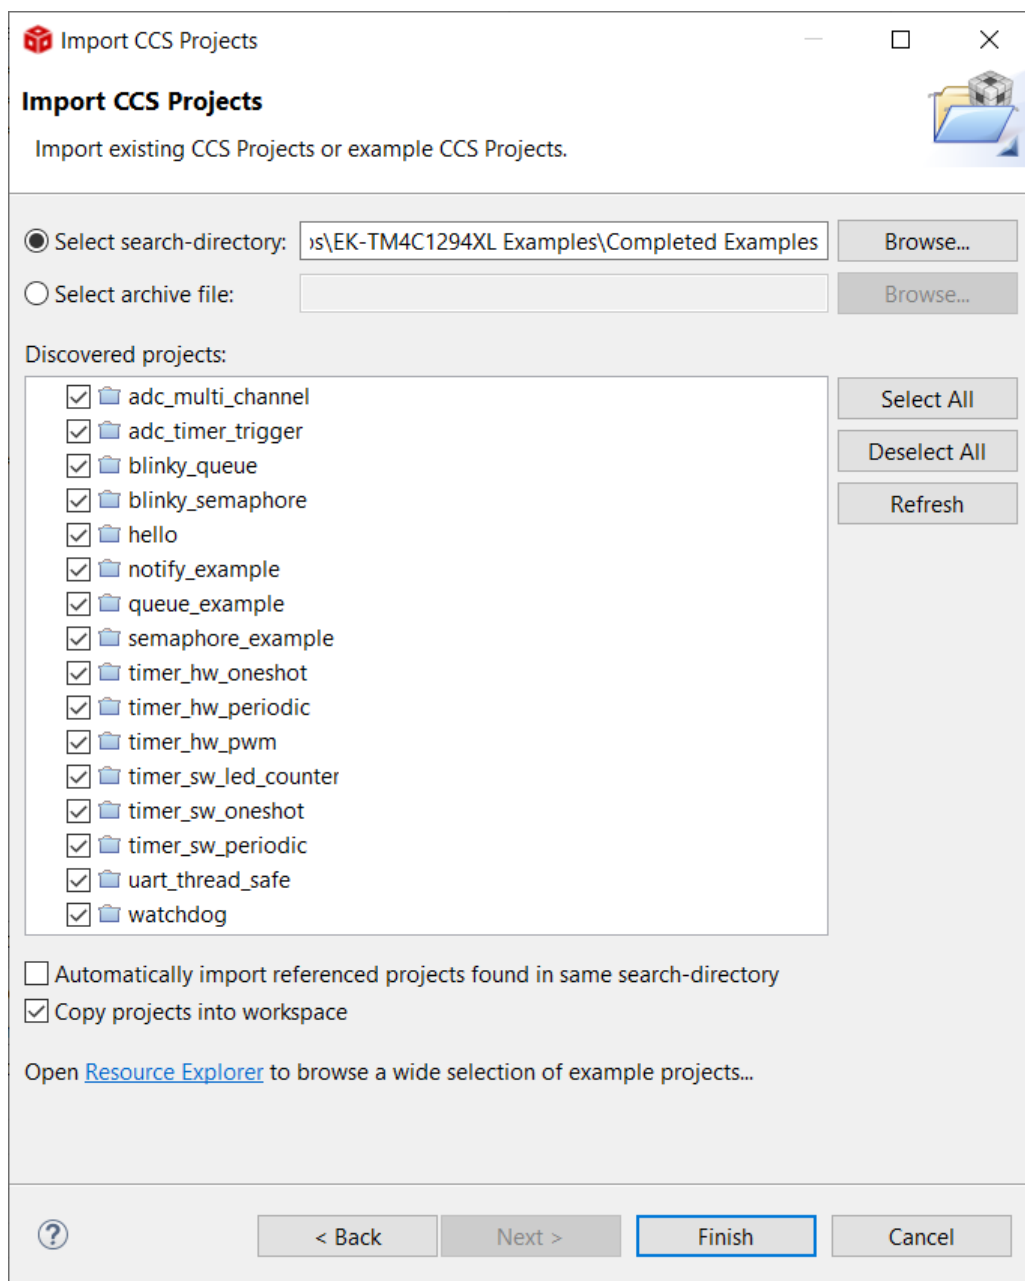 Import CCS Projects
Import CCS Projects
Import existing CCS Projects or example CCS Projects.
Select search-directory: os\EK-TM4C1294XL Examples\Completed Examples Browse...
Select archive file: Browse...
Discovered projects:
adc_multi_channel Select All
adc_timer_trigger
blinky_queue Deselect All
blinky_semaphore Refresh
hello
notify_example
queue_example
semaphore_example
timer_hw_oneshot
timer_hw_periodic
timer_hw_pwm
timer_sw_led_counter
timer_sw_oneshot
timer_sw_periodic
uart_thread_safe
watchdog
Automatically import referenced projects found in same search-directory
Copy projects into workspace
Open Resource Explorer to browse a wide selection of example projects...
? < Back Next > Finish Cancel